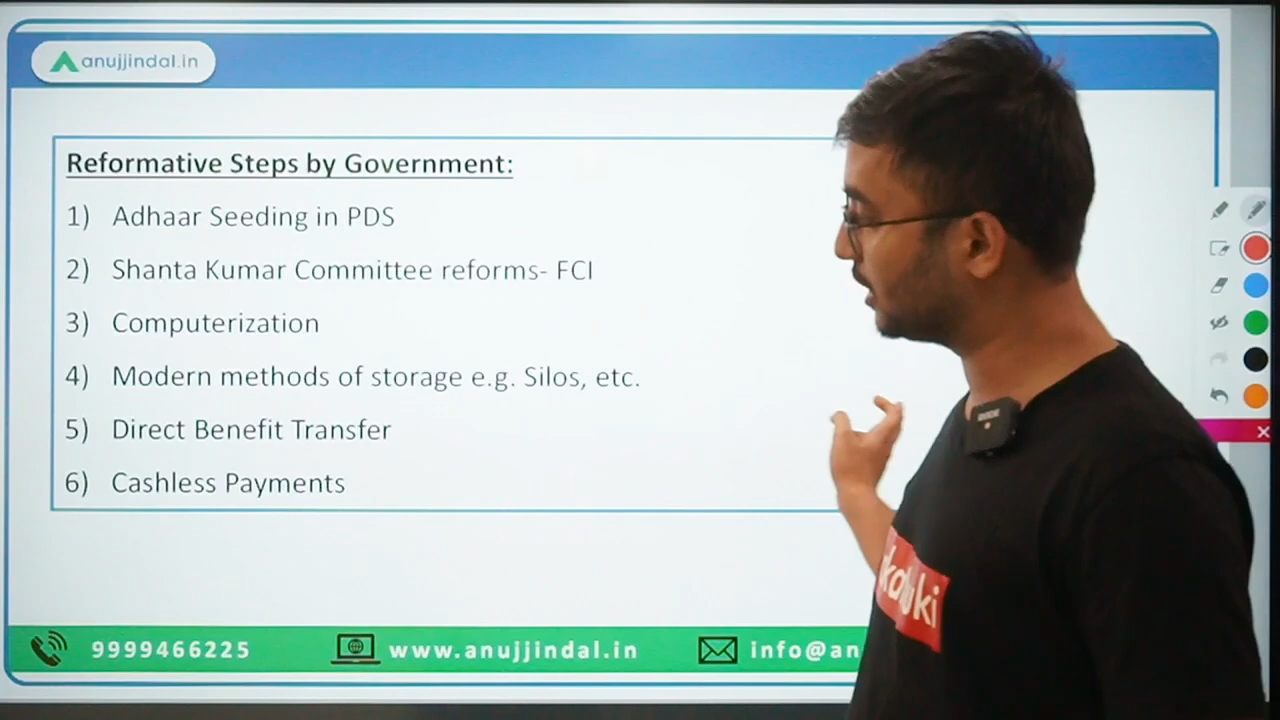 anujjindal.in
Reformative Steps by Government:
1) Adhaar Seeding in PDS
2) Shanta Kumar Committee reforms- FCI
3) Computerization
4) Modern methods of storage e.g. Silos, etc.
5) Direct Benefit Transfer
6) Cashless Payments
9999466225 www.anujjindal.in info@an